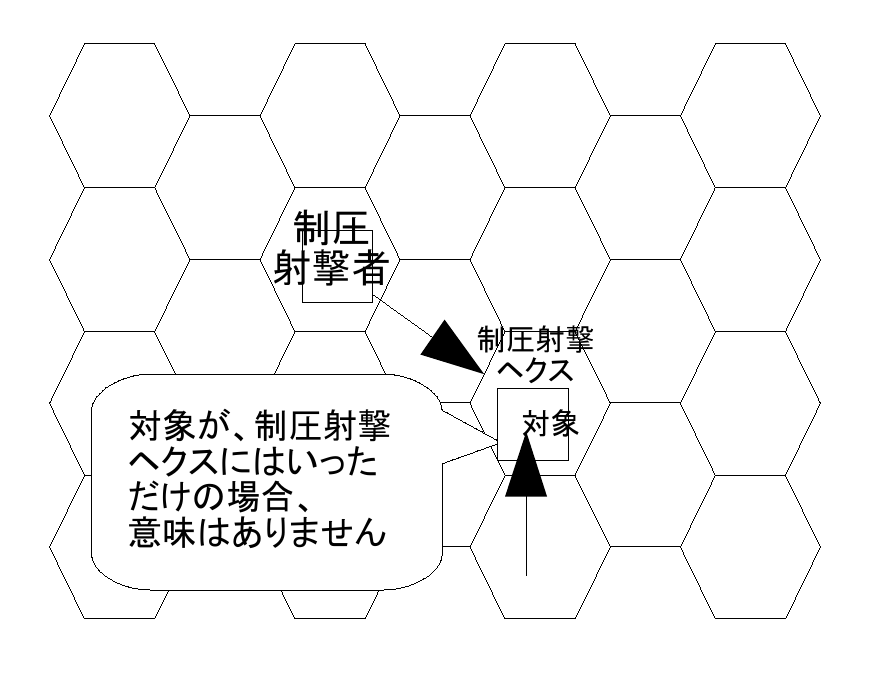 制圧
射撃者
制圧射撃
ヘクス
対象
対象が、制圧射撃
ヘクスにはいった
だけの場合、
意味はありません